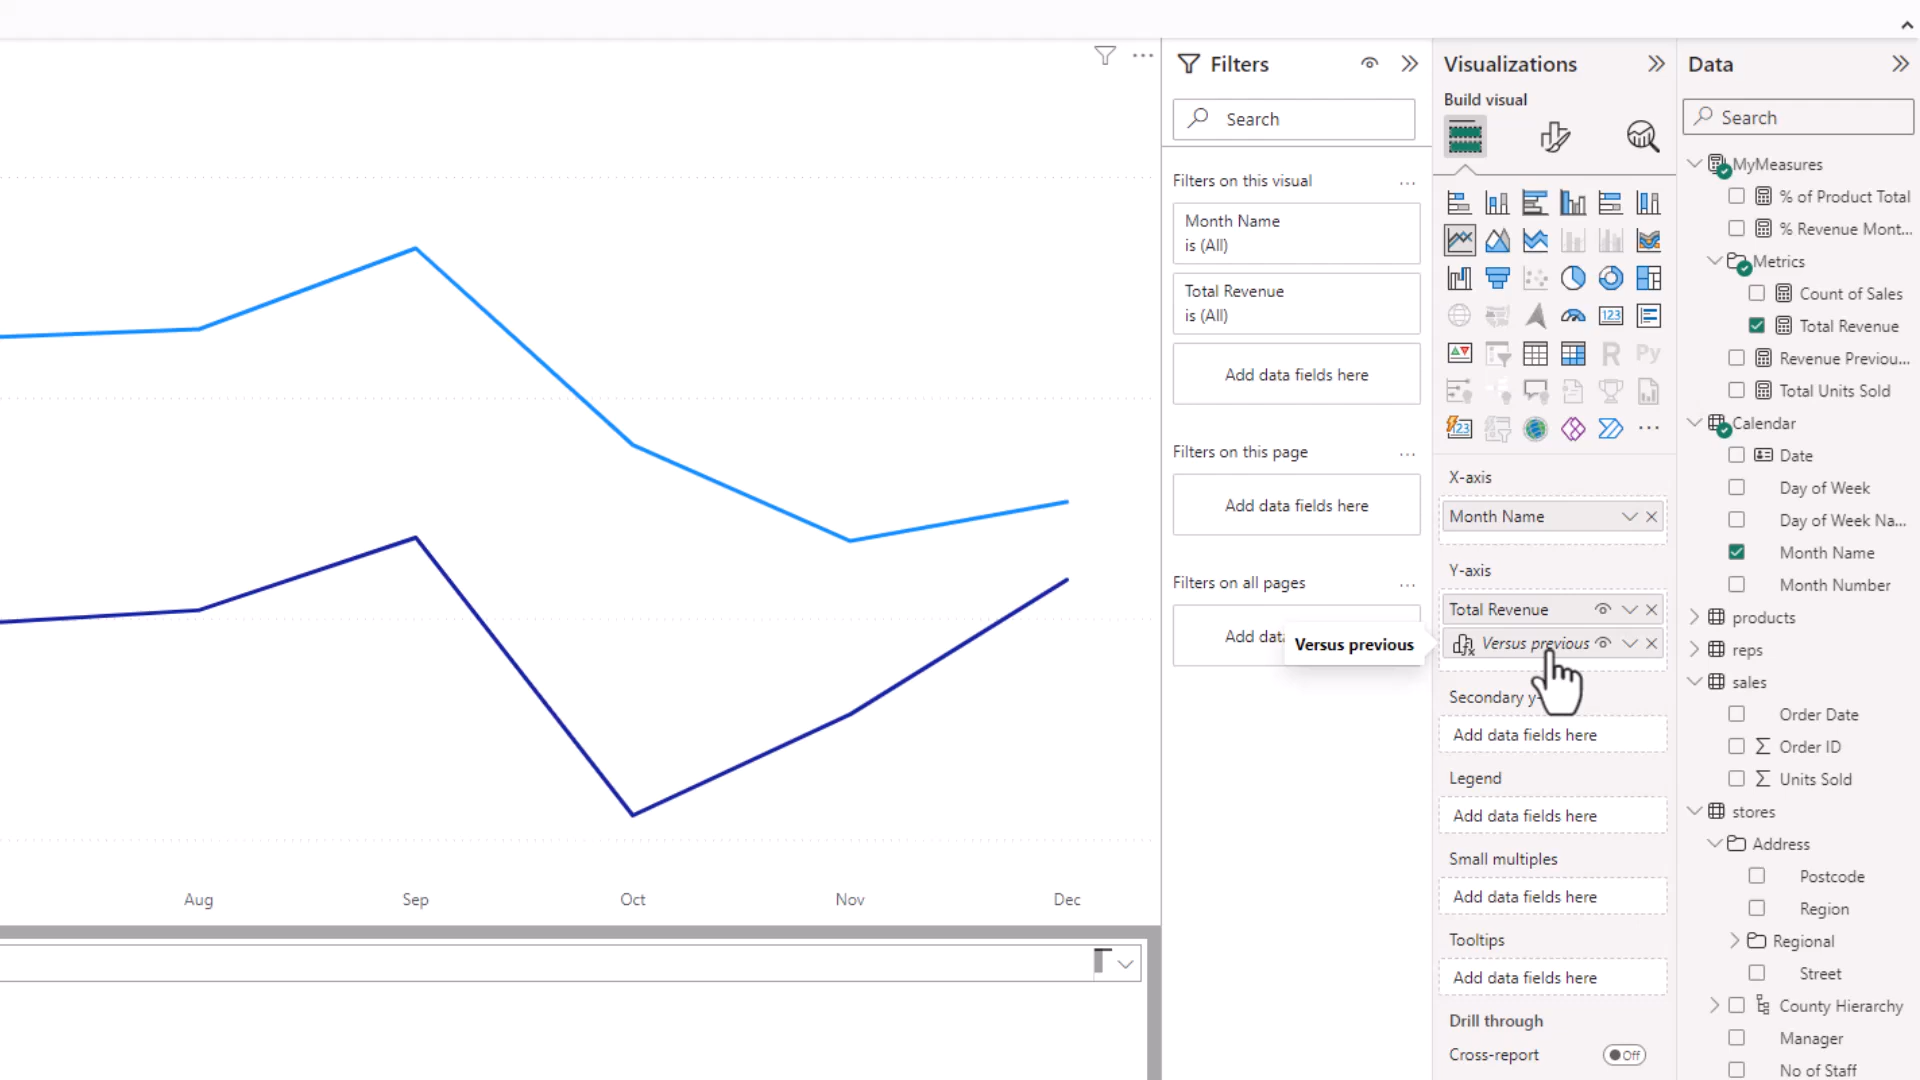 Aug
Sep
Oct
Nov
Dec
Filters
Search
Filters on this visual
Month Name
is (All)
Total Revenue
is (All)
Add data fields here
Filters on this page
Add data fields here
Filters on all pages
Add data
Versus previous
Visualizations
Build visual
123
R
Py
123
X-axis
Month Name
Y-axis
Total Revenue
Versus previous
Secondary y-
Add data fields here
Legend
Add data fields here
Small multiples
Add data fields here
Tooltips
Add data fields here
Drill through
Cross-report
Off
Data
Search
MyMeasures
% of Product Total
% Revenue Mont...
Metrics
Count of Sales
Total Revenue
Revenue Previou...
Total Units Sold
Calendar
Date
Day of Week
Day of Week Na...
Month Name
Month Number
products
reps
sales
Order Date
Order ID
Units Sold
stores
Address
Postcode
Region
Regional
Street
County Hierarchy
Manager
No of Staff